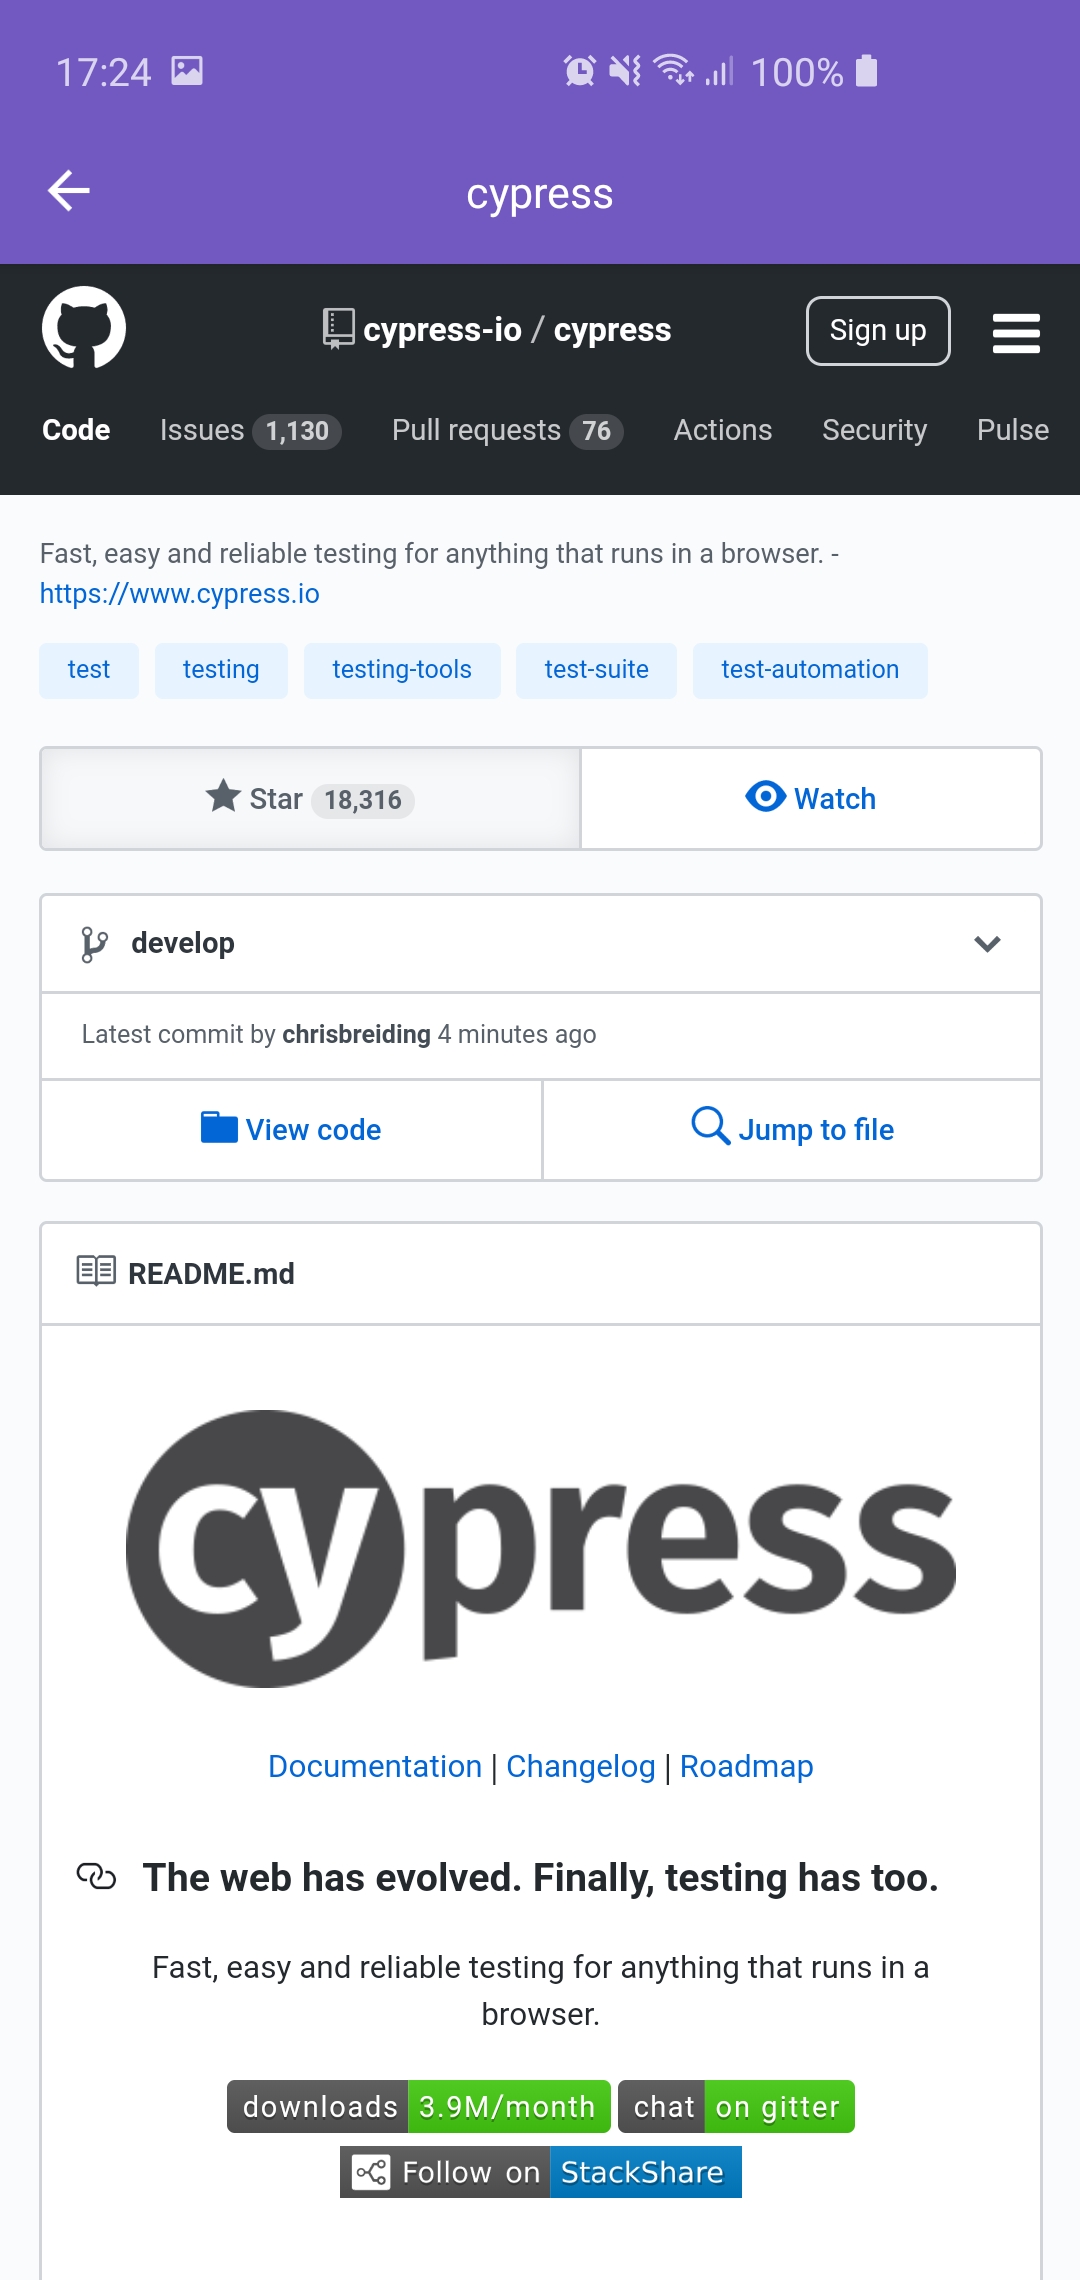 17:24 100%
cypress
cypress-io / cypress Sign up
Code Issues 1,130 Pull requests 76 Actions Security Pulse
Fast, easy and reliable testing for anything that runs in a browser. -
https://www.cypress.io
test testing testing-tools test-suite test-automation
Star 18,316 Watch
develop
Latest commit by chrisbreiding 4 minutes ago
View code Jump to file
README.md
cypress
Documentation | Changelog | Roadmap
The web has evolved. Finally, testing has too.
Fast, easy and reliable testing for anything that runs in a
browser.
downloads 3.9M/month chat on gitter
Follow on StackShare